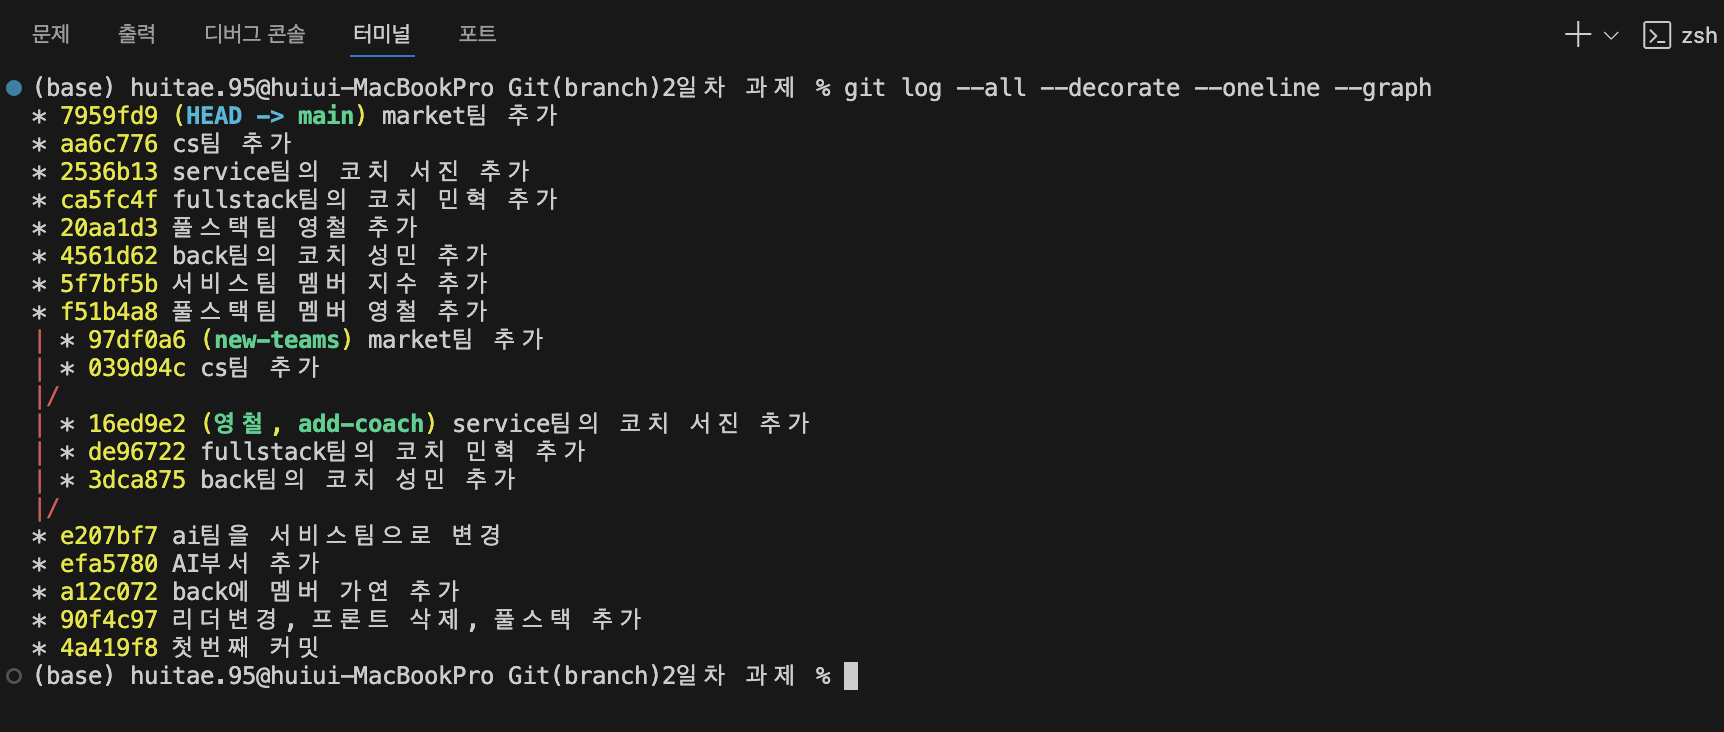 문제 출력 디버그 콘솔 터미널 포트 zsh
(base) huitae.95@huiui-MacBookPro Git(branch)2일차 과제 % git log --all --decorate --oneline --graph
* 7959fd9 (HEAD -> main) market팀 추가
* aa6c776 cs팀 추가
* 2536b13 service팀의 코치 서진 추가
* ca5fc4f fullstack팀의 코치 민혁 추가
* 20aa1d3 풀스택팀 영철 추가
* 4561d62 back팀의 코치 성민 추가
* 5f7bf5b 서비스팀 멤버 지수 추가
* f51b4a8 풀스택팀 멤버 영철 추가
| * 97df0a6 (new-teams) market팀 추가
| * 039d94c cs팀 추가
|/
| * 16ed9e2 (영철, add-coach) service팀의 코치 서진 추가
| * de96722 fullstack팀의 코치 민혁 추가
| * 3dca875 back팀의 코치 성민 추가
|/
* e207bf7 ai팀을 서비스팀으로 변경
* efa5780 AI부서 추가
* a12c072 back에 멤버 가연 추가
* 90f4c97 리더변경, 프론트 삭제, 풀스택 추가
* 4a419f8 첫번째 커밋
(base) huitae.95@huiui-MacBookPro Git(branch)2일차 과제 %